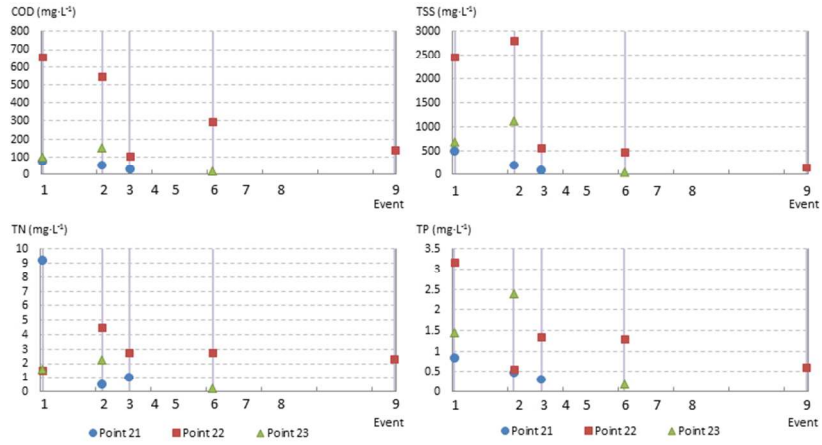 COD (mg·L⁻¹)
800
700
600
500
400
300
200
100
0
1 2 3 4 5 6 7 8 9
Event
TSS (mg·L⁻¹)
3000
2500
2000
1500
1000
500
0
1 2 3 4 5 6 7 8 9
Event
TN (mg·L⁻¹)
10
9
8
7
6
5
4
3
2
1
0
1 2 3 4 5 6 7 8 9
Event
Point 21 Point 22 Point 23
TP (mg·L⁻¹)
3.5
3
2.5
2
1.5
1
0.5
0
1 2 3 4 5 6 7 8 9
Event
Point 21 Point 22 Point 23